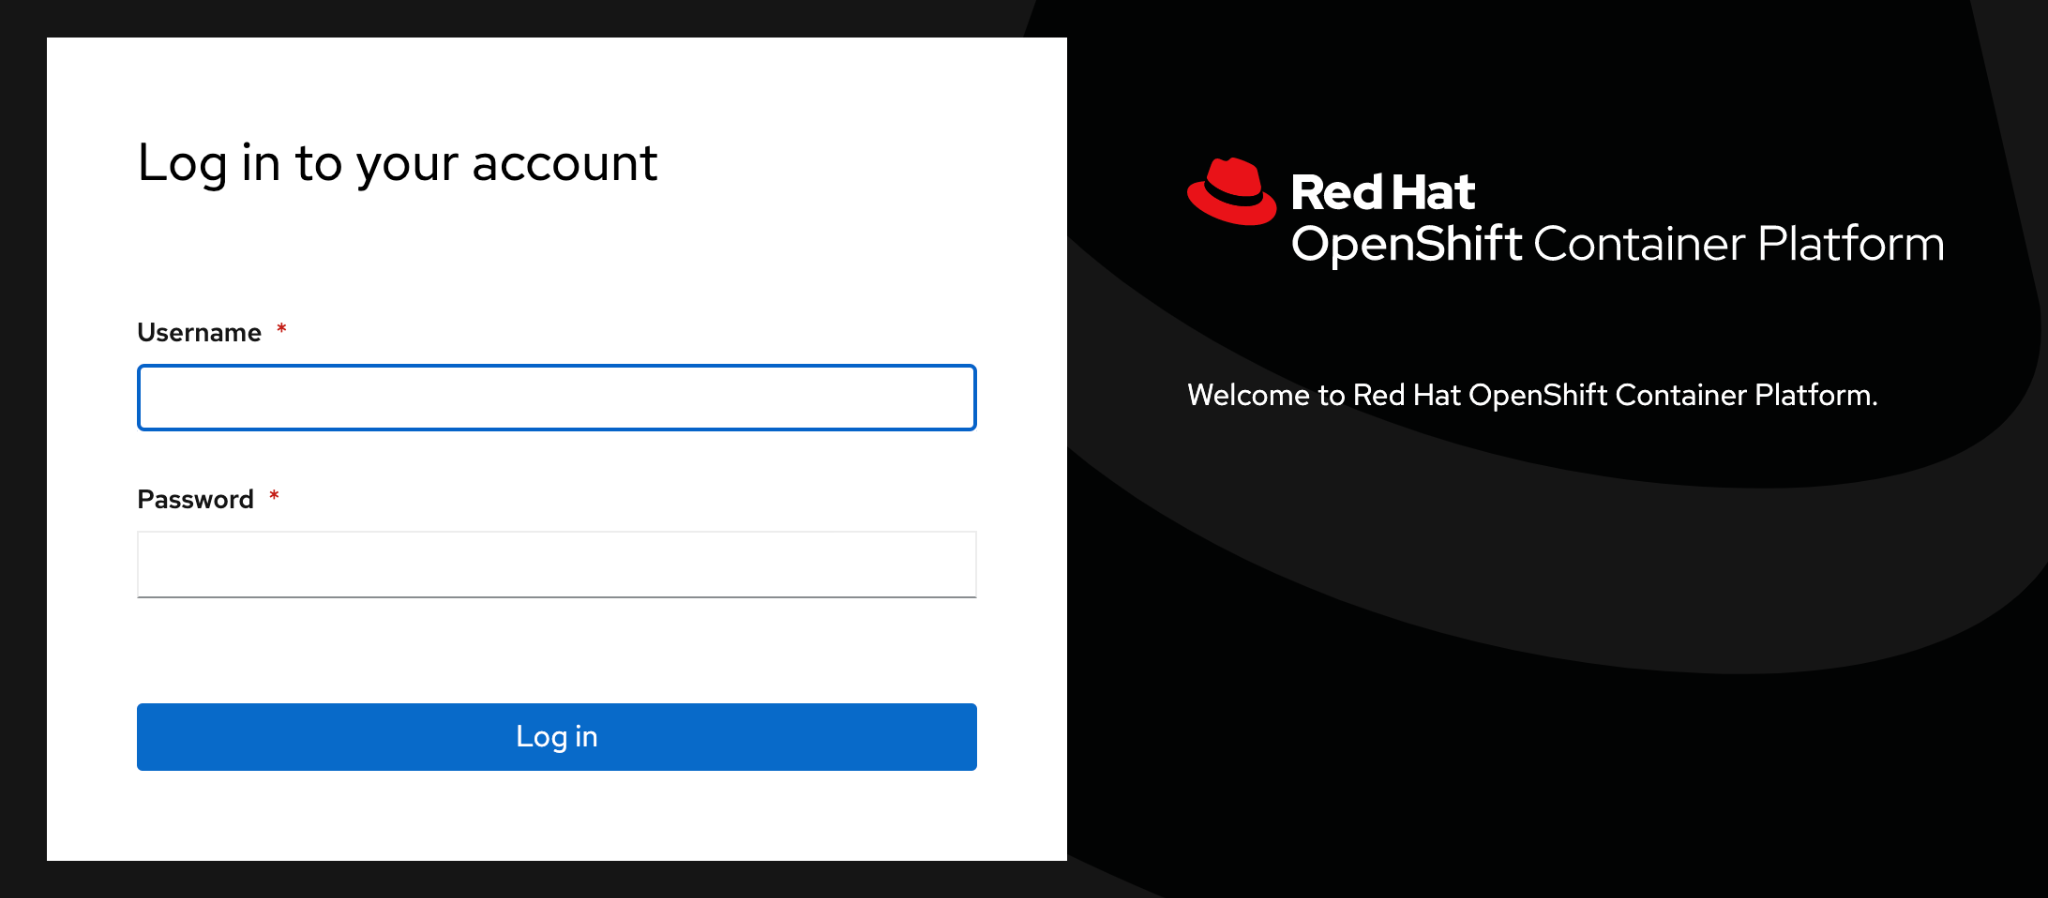 Log in to your account
Username *
Password *
Log in
Red Hat
OpenShift Container Platform
Welcome to Red Hat OpenShift Container Platform.